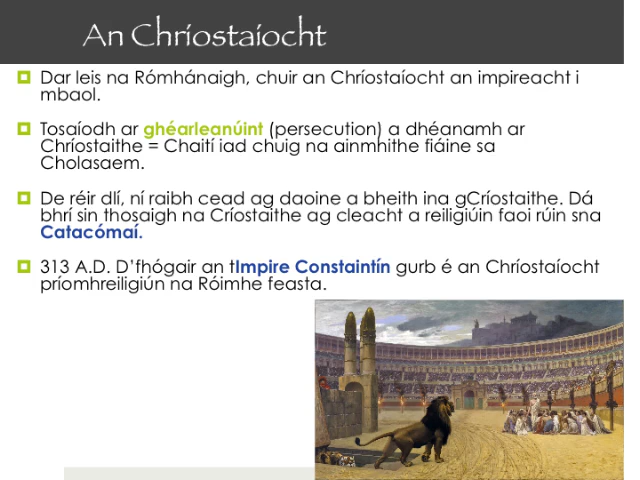 An Chríostaíocht
Dar leis na Rómhánaigh, chuir an Chríostaíocht an impireacht i
mbaol.
Tosaíodh ar ghéarleanúint (persecution) a dhéanamh ar
Chríostaithe = Chaití iad chuig na ainmhithe fiáine sa
Cholasaem.
De réir dlí, ní raibh cead ag daoine a bheith ina gCríostaithe. Dá
bhrí sin thosaigh na Críostaithe ag cleacht a reiligiúin faoi rúin sna
Catacómaí.
313 A.D. D’fhógair an tImpire Constaintín gurb é an Chríostaíocht
príomhreiligiún na Róimhe feasta.